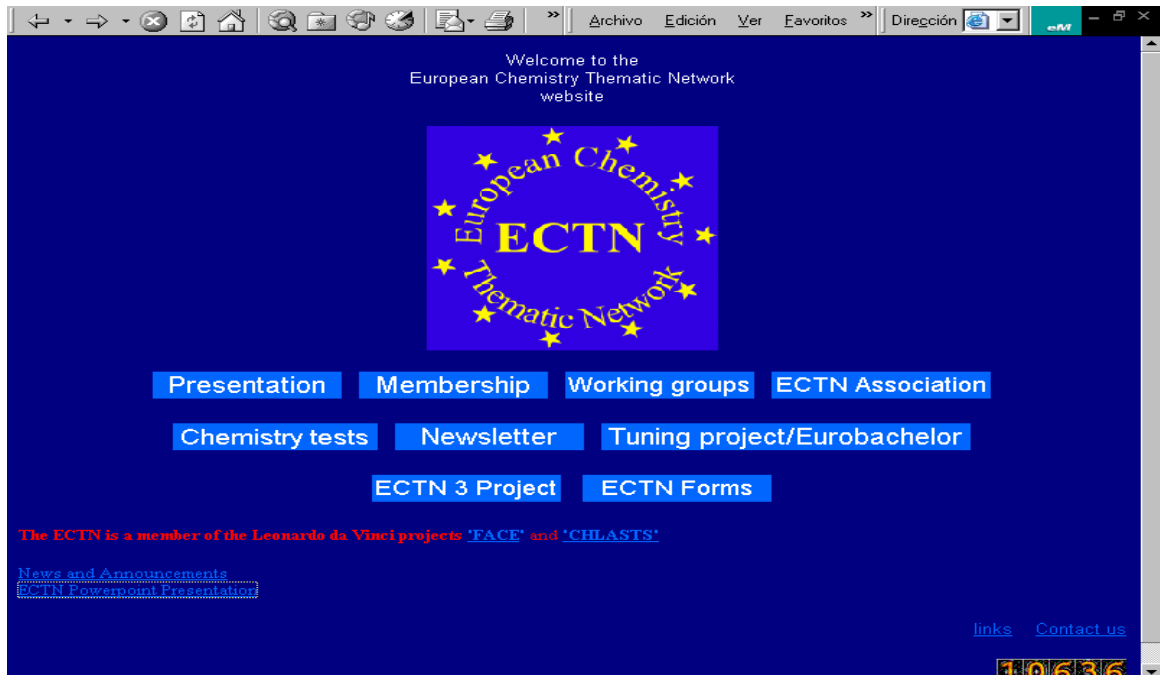 Archivo Edición Ver Favoritos » Dirección
eM
Welcome to the
European Chemistry Thematic Network
website
European Chemistry
ECTN
Thematic Network
Presentation Membership Working groups ECTN Association
Chemistry tests Newsletter Tuning project/Eurobachelor
ECTN 3 Project ECTN Forms
The ECTN is a member of the Leonardo da Vinci projects 'FACE' and 'CHLASTS'
News and Announcements
ECTN Powerpoint Presentation
links Contact us
10636